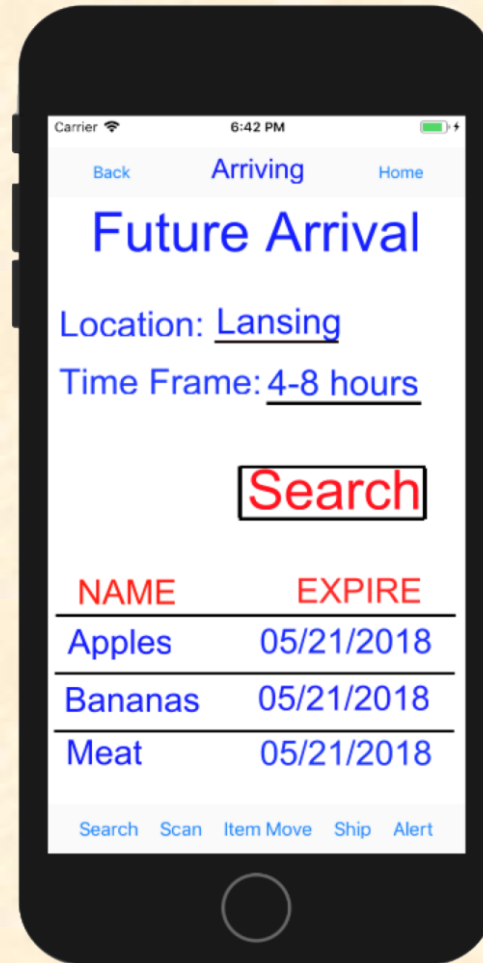 Carrier 6:42 PM
Back Arriving Home
Future Arrival
Location: Lansing
Time Frame: 4-8 hours
Search
NAME EXPIRE
Apples 05/21/2018
Bananas 05/21/2018
Meat 05/21/2018
Search Scan Item Move Ship Alert